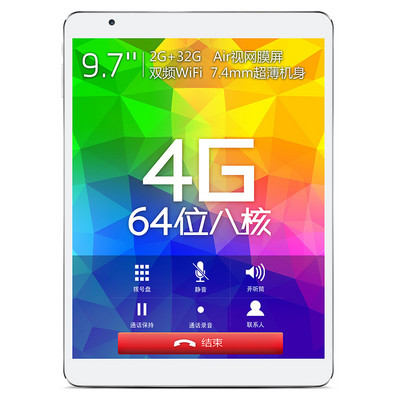 9.7"
2G+32G Air视网膜屏
双频WiFi 7.4mm超薄机身
4G
64位八核
拨号盘 静音 开听筒
通话保持 通话录音 联系人
结束